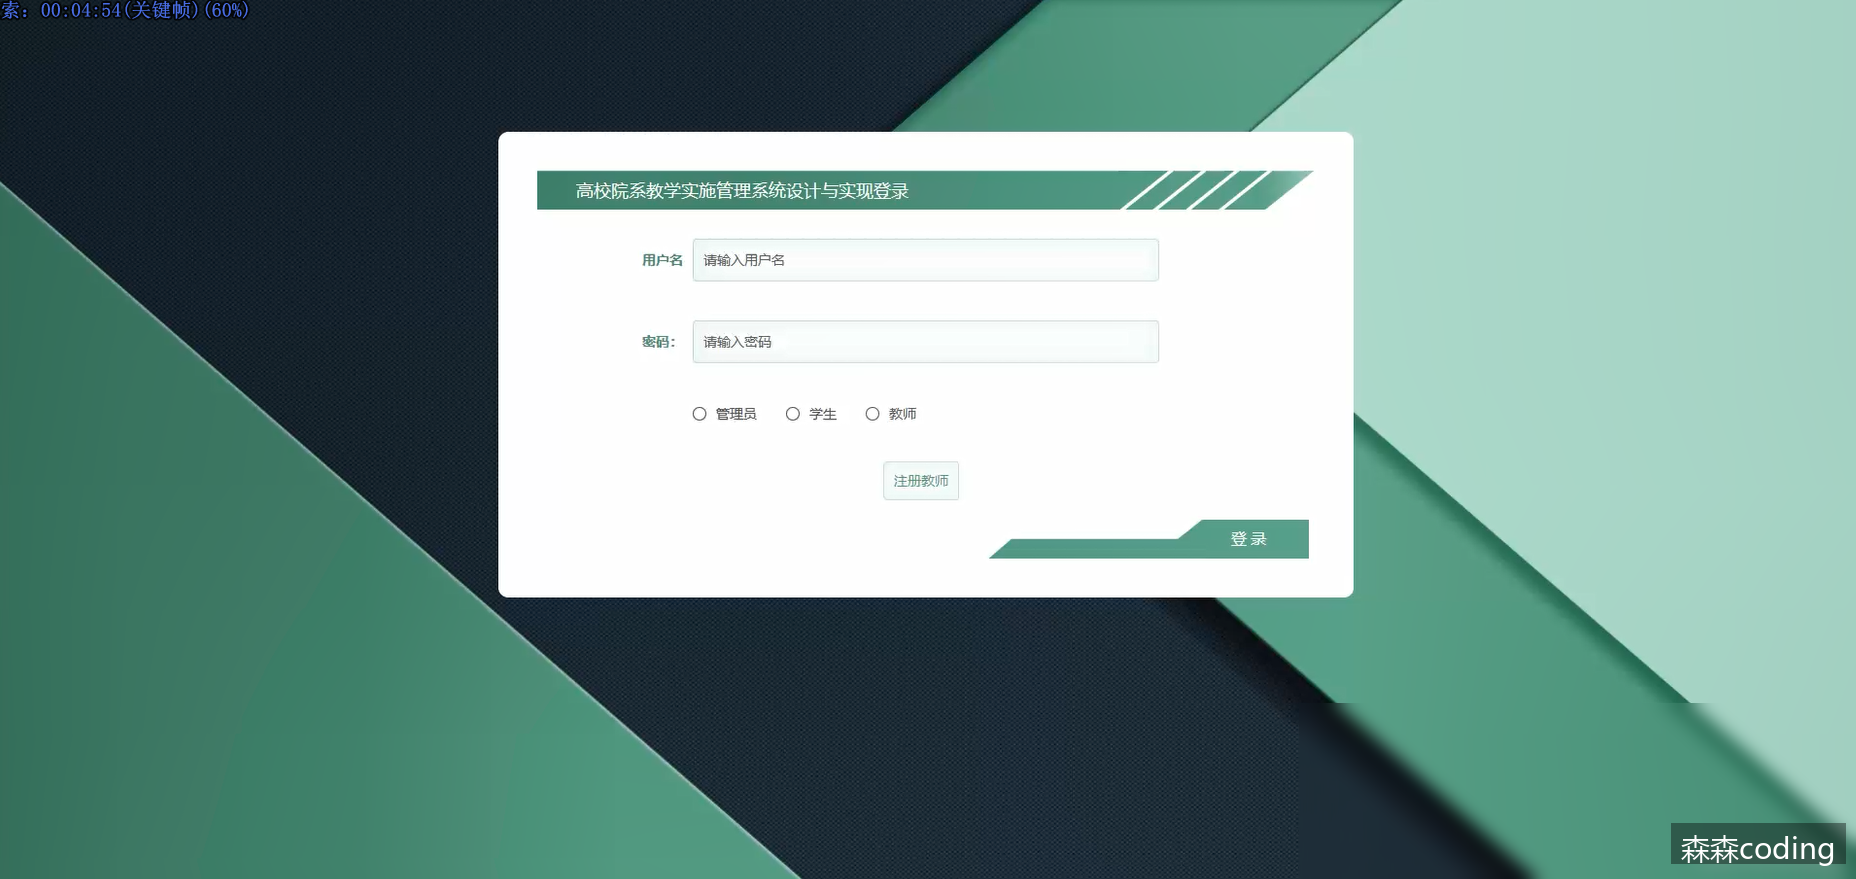 索: 00:04:54(关键帧)(60%)
高校院系教学实施管理系统设计与实现登录
用户名
请输入用户名
密码：
请输入密码
管理员 学生 教师
注册教师
登录
森森coding